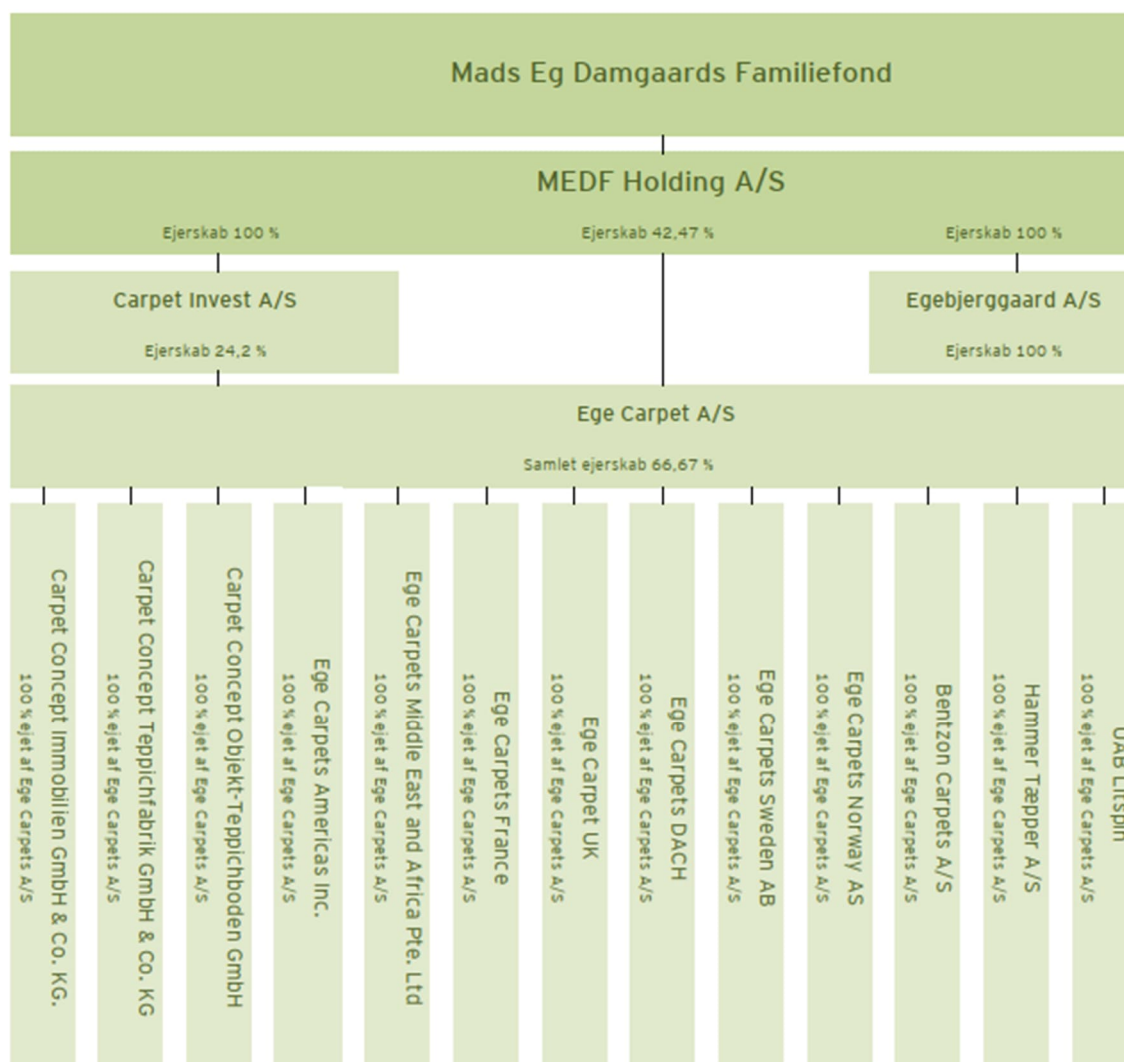 Mads Eg Damgaards Familiefond
MEDF Holding A/S
Ejerskab 100 %
Ejerskab 42,47 %
Ejerskab 100 %
Carpet Invest A/S
Ejerskab 24,2 %
Egebjerggaard A/S
Ejerskab 100 %
Ege Carpet A/S
Samlet ejerskab 66,67 %
Carpet Concept Immobilien GmbH & Co. KG.
100 % ejet af Ege Carpets A/S
Carpet Concept Teppichfabrik GmbH & Co. KG
100 % ejet af Ege Carpets A/S
Carpet Concept Objekt-Teppichboden GmbH
100 % ejet af Ege Carpets A/S
Ege Carpets Americas Inc.
100 % ejet af Ege Carpets A/S
Ege Carpets Middle East and Africa Pte. Ltd
100 % ejet af Ege Carpets A/S
Ege Carpets France
100 % ejet af Ege Carpets A/S
Ege Carpet UK
100 % ejet af Ege Carpets A/S
Ege Carpets DACH
100 % ejet af Ege Carpets A/S
Ege Carpets Sweden AB
100 % ejet af Ege Carpets A/S
Ege Carpets Norway AS
100 % ejet af Ege Carpets A/S
Bentzon Carpets A/S
100 % ejet af Ege Carpets A/S
Hammer Tæpper A/S
100 % ejet af Ege Carpets A/S
UAB Litspin
100 % ejet af Ege Carpets A/S